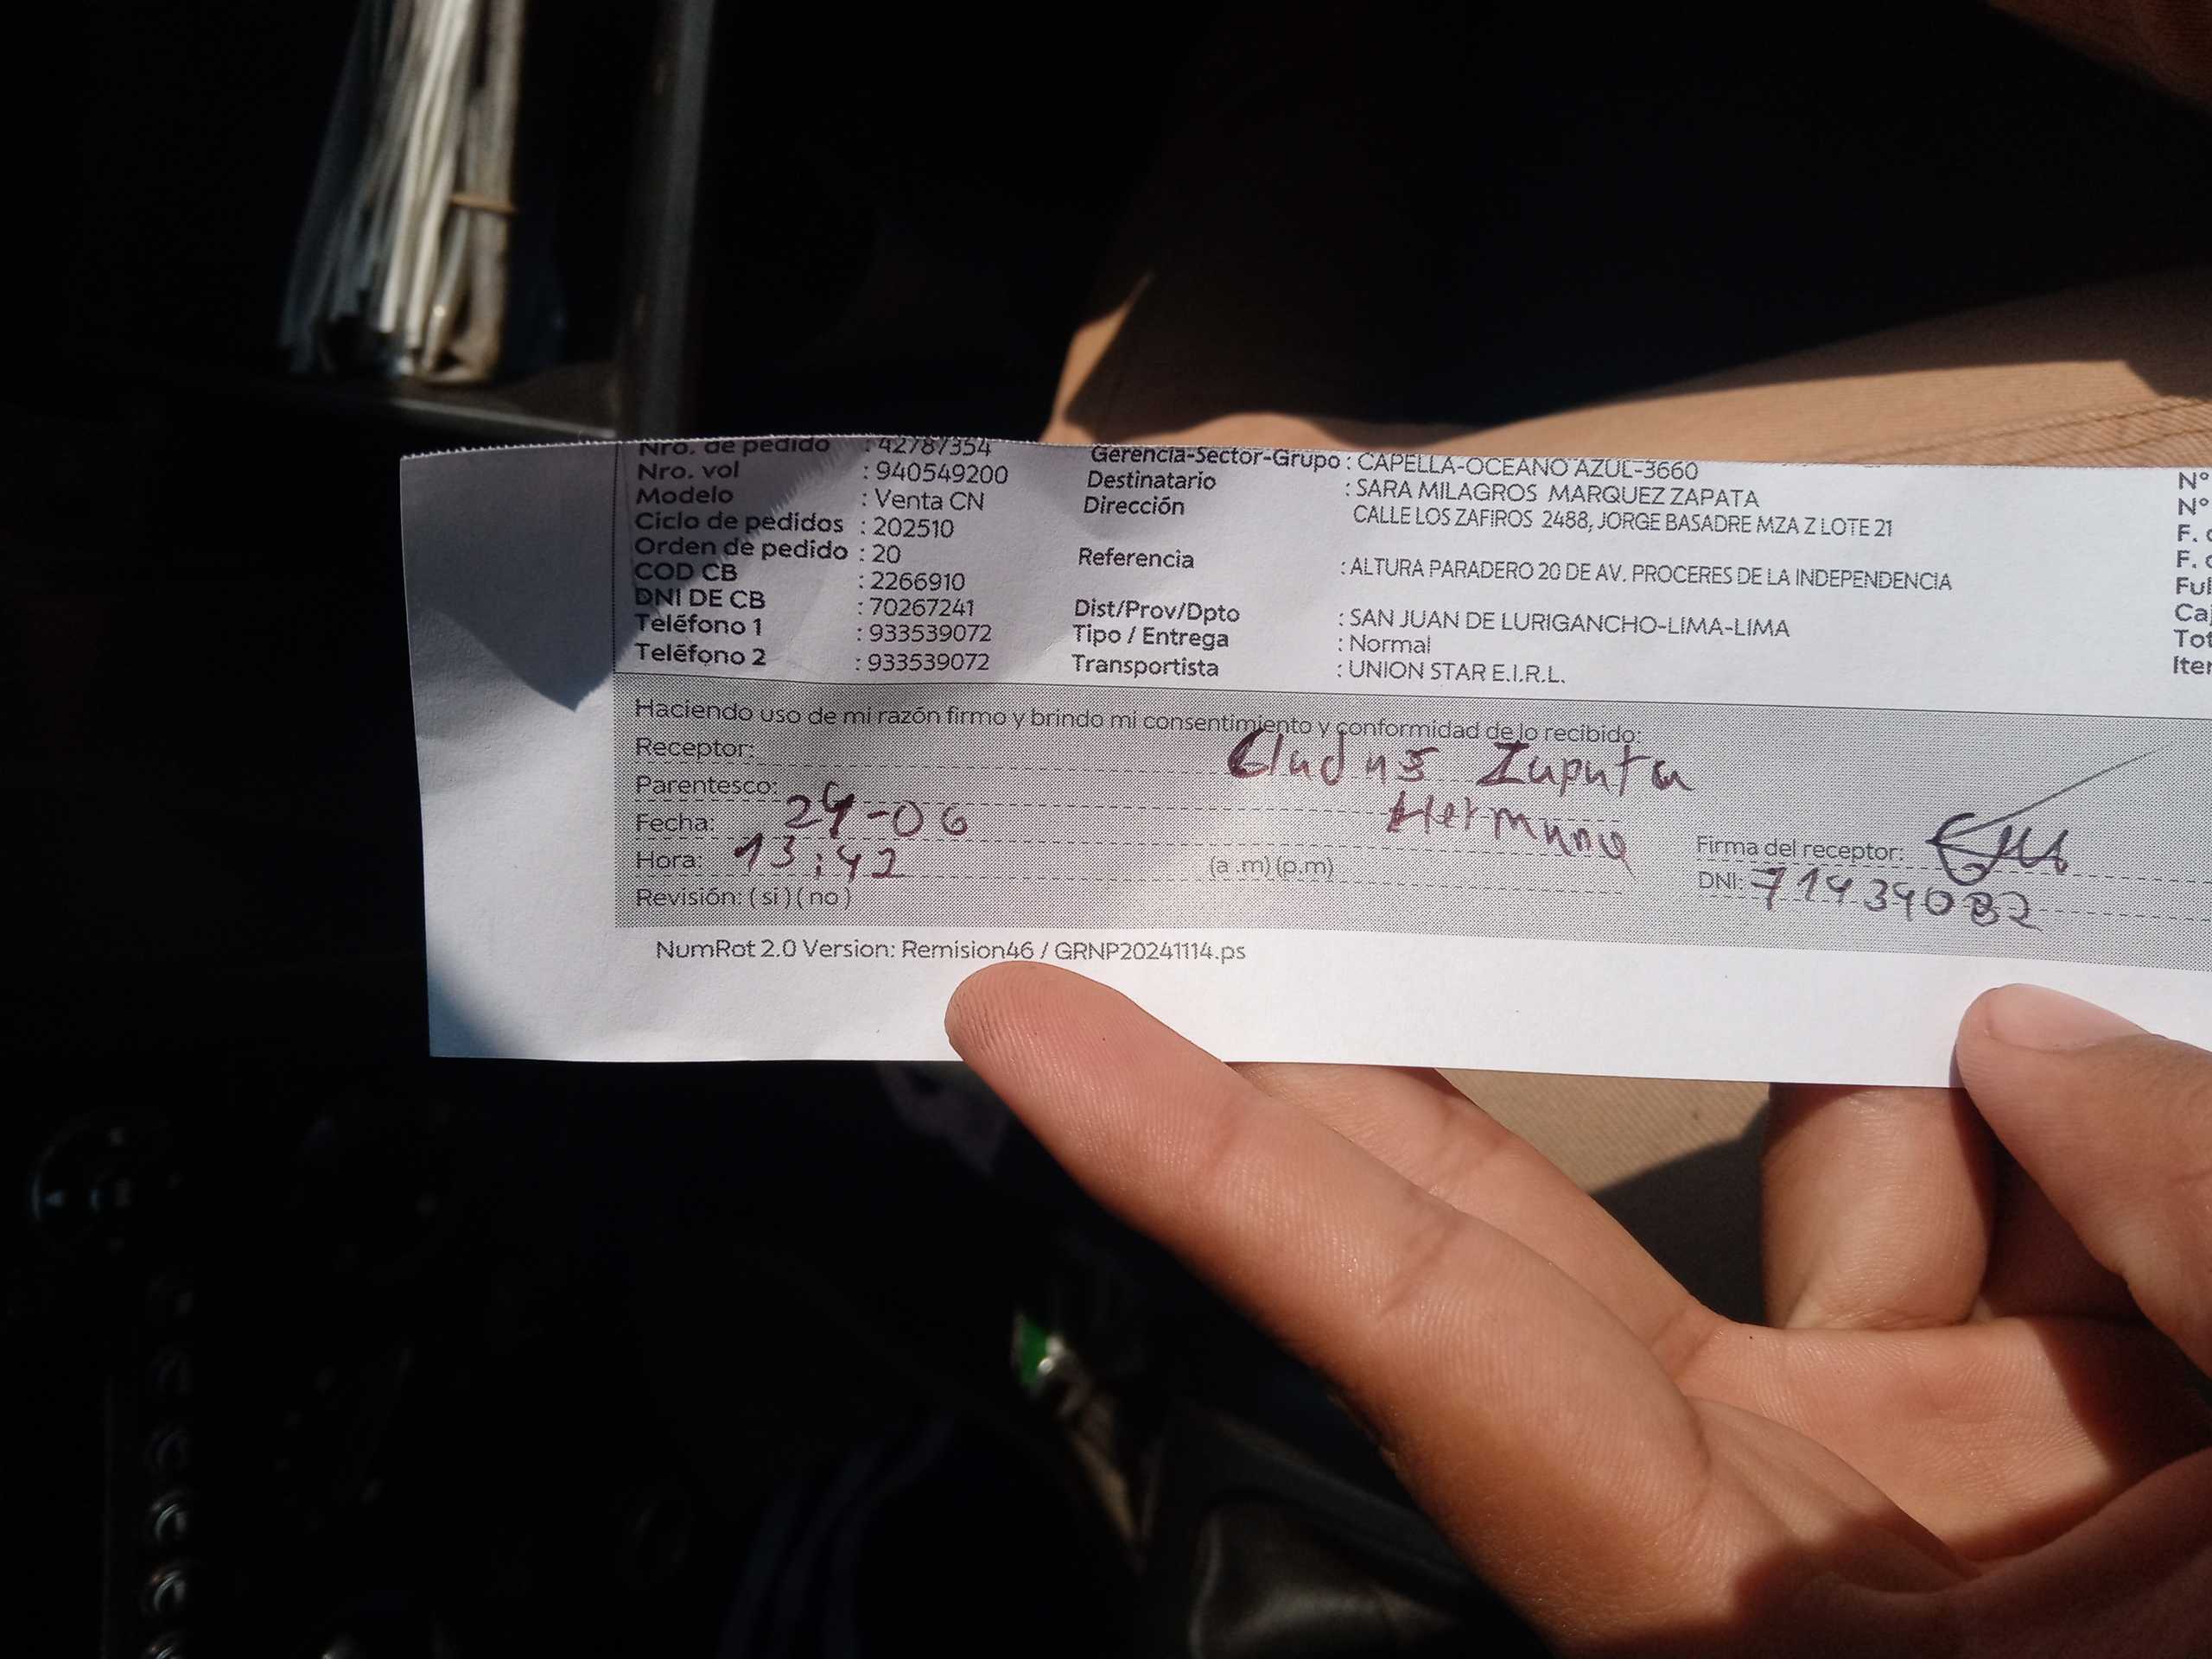 Nro. de pedido : 42787354
Nro. vol : 940549200
Modelo : Venta CN
Ciclo de pedidos : 202510
Orden de pedido : 20
COD CB : 2266910
DNI DE CB : 70267241
Teléfono 1 : 933539072
Teléfono 2 : 933539072
Gerencia-Sector-Grupo : CAPELLA-OCEANO AZUL-3660
Destinatario : SARA MILAGROS MARQUEZ ZAPATA
Dirección CALLE LOS ZAFIROS 2488, JORGE BASADRE MZA Z LOTE 21
Referencia : ALTURA PARADERO 20 DE AV. PROCERES DE LA INDEPENDENCIA
Dist/Prov/Dpto : SAN JUAN DE LURIGANCHO-LIMA-LIMA
Tipo / Entrega : Normal
Transportista : UNION STAR E.I.R.L.
N°
N°
F.
F.
Haciendo uso de mi razón firmo y brindo mi consentimiento y conformidad de lo recibido:
Receptor: Zaputa
Parentesco:
Fecha: 24-06
Hora: 13:42 (a .m) (p.m)
Revisión: ( si ) ( no )
Firma del receptor:
DNI: 71434082
NumRot 2.0 Version: Remision46 / GRNP20241114.ps